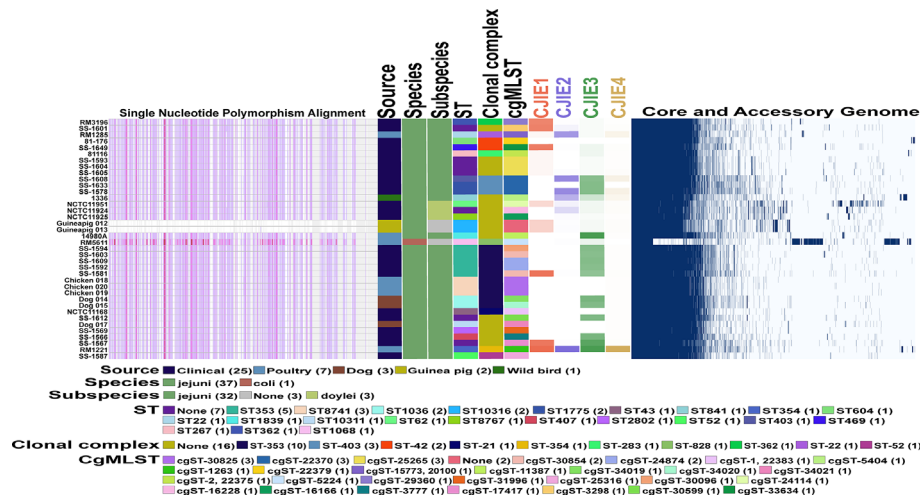 Source
Species
Subspecies
ST
Clonal complex
cgMLST
CJIE1
CJIE2
CJIE3
CJIE4
Single Nucleotide Polymorphism Alignment
Core and Accessory Genome
RM3196
SS-1601
RM1285
81-176
SS-1649
81116
SS-1593
SS-1604
SS-1605
SS-1608
SS-1633
SS-1578
1336
NCTC11951
NCTC11924
NCTC11925
Guineapig 012
Guineapig 013
14980A
RM5611
SS-1594
SS-1603
SS-1609
SS-1592
SS-1581
Chicken 018
Chicken 020
Chicken 019
Dog 014
Dog 015
NCTC11168
SS-1612
Dog 017
SS-1569
SS-1566
SS-1567
RM1221
SS-1587
Source Clinical (25) Poultry (7) Dog (3) Guinea pig (2) Wild bird (1)
Species jejuni (37) coli (1)
Subspecies jejuni (32) None (3) doylei (3)
ST None (7) ST353 (5) ST8741 (3) ST1036 (2) ST10316 (2) ST1775 (2) ST43 (1) ST841 (1) ST354 (1) ST604 (1)
ST22 (1) ST1839 (1) ST10311 (1) ST62 (1) ST8767 (1) ST407 (1) ST2802 (1) ST52 (1) ST403 (1) ST469 (1)
ST267 (1) ST362 (1) ST1068 (1)
Clonal complex None (16) ST-353 (10) ST-403 (3) ST-42 (2) ST-21 (1) ST-354 (1) ST-283 (1) ST-828 (1) ST-362 (1) ST-22 (1) ST-52 (1)
CgMLST cgST-30825 (3) cgST-22370 (3) cgST-25265 (3) None (2) cgST-30854 (2) cgST-24874 (2) cgST-1, 22383 (1) cgST-5404 (1)
cgST-1263 (1) cgST-22379 (1) cgST-15773, 20100 (1) cgST-11387 (1) cgST-34019 (1) cgST-34020 (1) cgST-34021 (1)
cgST-2, 22375 (1) cgST-5224 (1) cgST-29360 (1) cgST-31996 (1) cgST-25316 (1) cgST-30096 (1) cgST-24114 (1)
cgST-16228 (1) cgST-16166 (1) cgST-3777 (1) cgST-17417 (1) cgST-3298 (1) cgST-30599 (1) cgST-33634 (1)